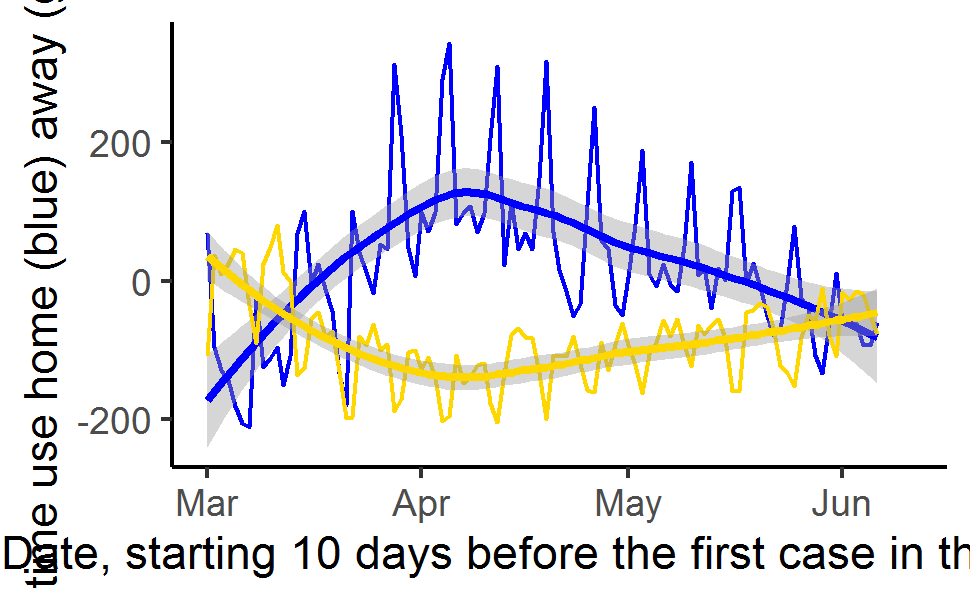 time use home (blue) away (g
200
0
-200
Mar Apr May Jun
Date, starting 10 days before the first case in th